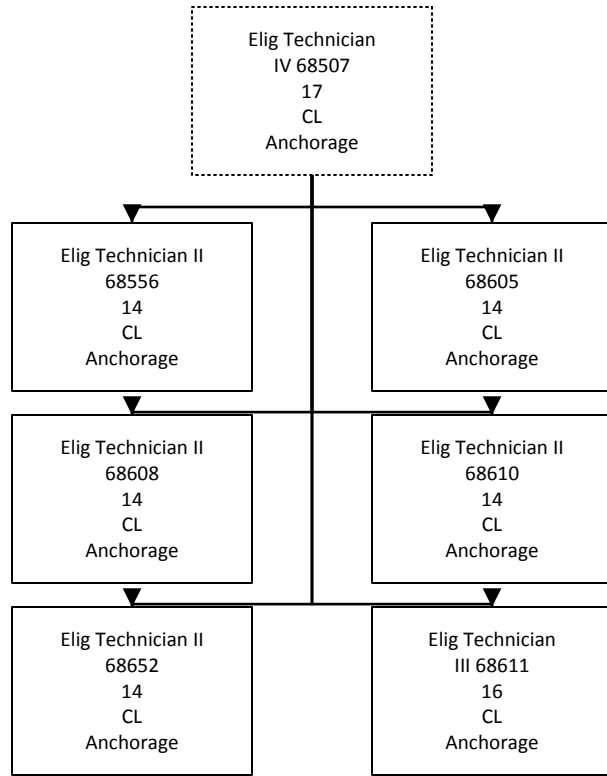 Elig Technician
IV 68507
17
CL
Anchorage
Elig Technician II
68556
14
CL
Anchorage
Elig Technician II
68605
14
CL
Anchorage
Elig Technician II
68608
14
CL
Anchorage
Elig Technician II
68610
14
CL
Anchorage
Elig Technician II
68652
14
CL
Anchorage
Elig Technician
III 68611
16
CL
Anchorage